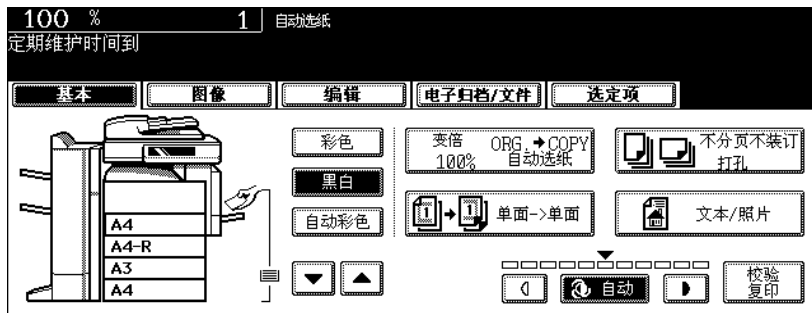 100 % 1 自动选纸
定期维护时间到
基本 图像 编辑 电子归档/文件 选定项
彩色
黑白
自动彩色
变倍 ORG.➔COPY
100% 自动选纸
不分页不装订
打孔
1➔1 单面->单面
文本/照片
A4
A4-R
A3
A4
自动
校验
复印